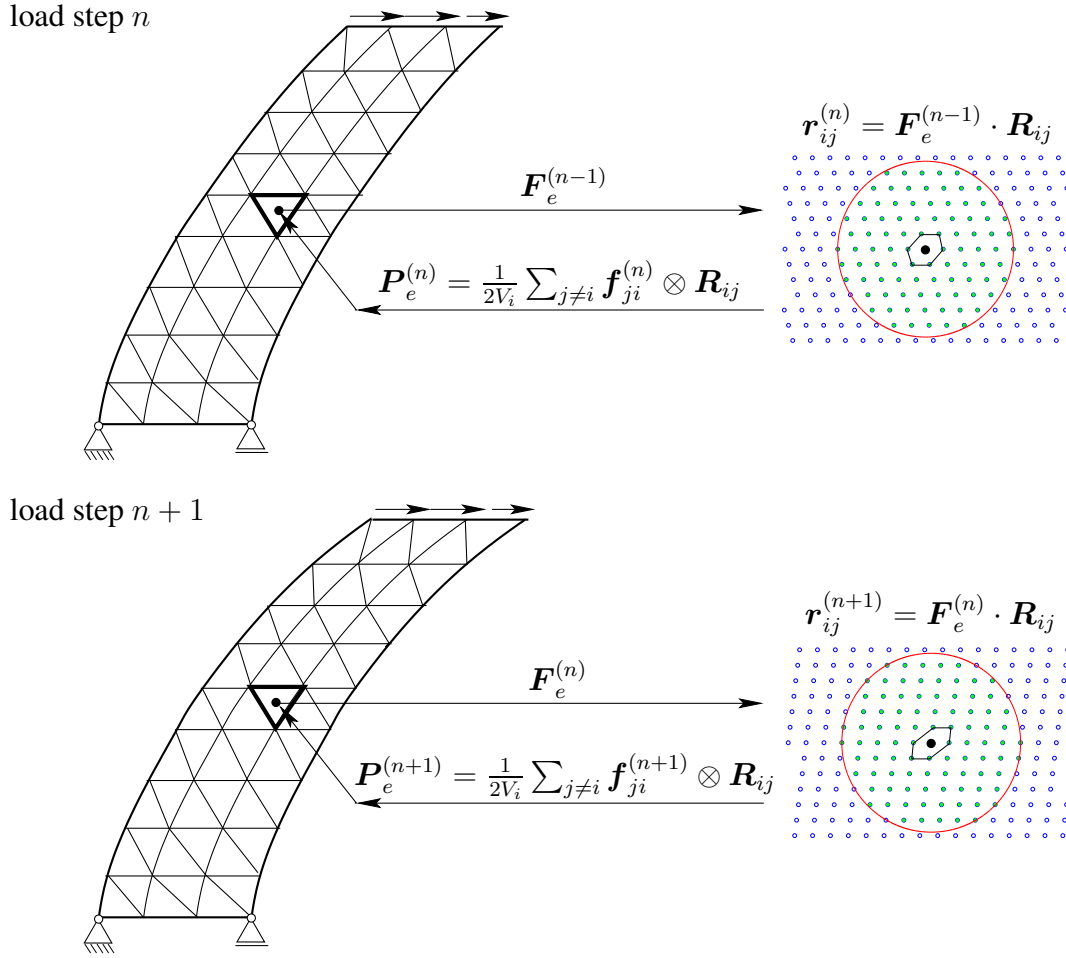 load step n
r_{ij}^{(n)} = F_e^{(n-1)} · R_{ij}
F_e^{(n-1)}
P_e^{(n)} = \frac{1}{2V_i} \sum_{j≠i} f_{ji}^{(n)} ⊗ R_{ij}
load step n + 1
r_{ij}^{(n+1)} = F_e^{(n)} · R_{ij}
F_e^{(n)}
P_e^{(n+1)} = \frac{1}{2V_i} \sum_{j≠i} f_{ji}^{(n+1)} ⊗ R_{ij}